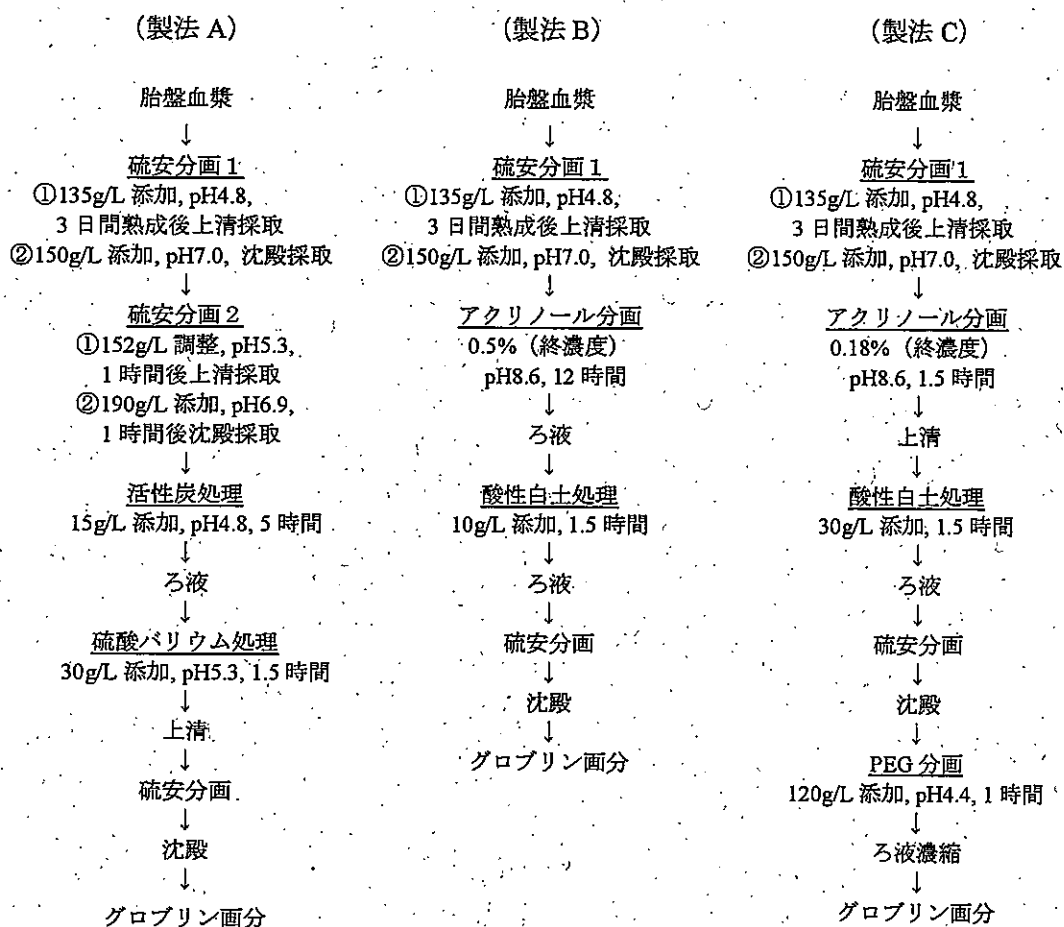 (製法 A)
胎盤血漿
↓
硫安分画 1
①135g/L 添加, pH4.8,
3 日間熟成後上清採取
②150g/L 添加, pH7.0, 沈殿採取
↓
硫安分画 2
①152g/L 調整, pH5.3,
1 時間後上清採取
②190g/L 添加, pH6.9,
1 時間後沈殿採取
↓
活性炭処理
15g/L 添加, pH4.8, 5 時間
↓
ろ液
↓
硫酸バリウム処理
30g/L 添加, pH5.3, 1.5 時間
↓
上清
↓
硫安分画
↓
沈殿
↓
グロブリン画分
(製法 B)
胎盤血漿
↓
硫安分画 1
①135g/L 添加, pH4.8,
3 日間熟成後上清採取
②150g/L 添加, pH7.0, 沈殿採取
↓
アクリノール分画
0.5% (終濃度)
pH8.6, 12 時間
↓
ろ液
↓
酸性白土処理
10g/L 添加, 1.5 時間
↓
ろ液
↓
硫安分画
↓
沈殿
↓
グロブリン画分
(製法 C)
胎盤血漿
↓
硫安分画 1
①135g/L 添加, pH4.8,
3 日間熟成後上清採取
②150g/L 添加, pH7.0, 沈殿採取
↓
アクリノール分画
0.18% (終濃度)
pH8.6, 1.5 時間
↓
上清
↓
酸性白土処理
30g/L 添加, 1.5 時間
↓
ろ液
↓
硫安分画
↓
沈殿
↓
PEG 分画
120g/L 添加, pH4.4, 1 時間
↓
ろ液濃縮
↓
グロブリン画分